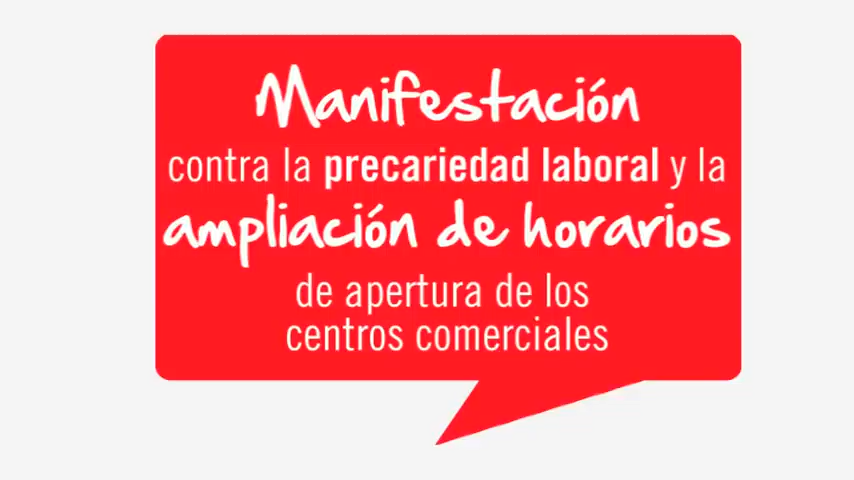 Manifestación
contra la precariedad laboral y la
ampliación de horarios
de apertura de los
centros comerciales